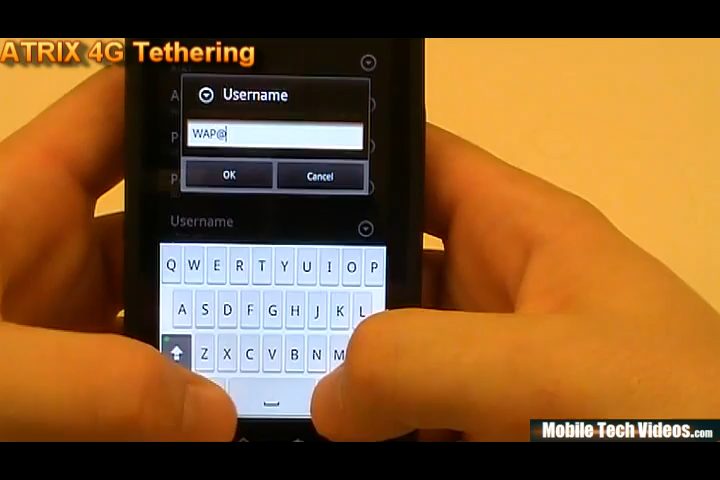 ATRIX 4G Tethering
Username
WAP@
OK
Cancel
Username
Q W E R T Y U I O P
A S D F G H J K L
Z X C V B N M
Mobile Tech Videos.com